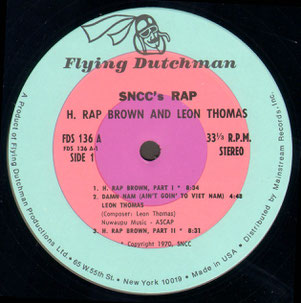 Flying Dutchman
SNCC's RAP
H. RAP BROWN AND LEON THOMAS
FDS 136 A
33⅓ R.P.M.
FDS 136 A-1
SIDE 1
STEREO
1. H. RAP BROWN, PART I * 8:54
2. DAMN NAM (AIN'T GOIN' TO VIET NAM) 4:48
LEON THOMAS
(Composer: Leon Thomas)
Nuwaupu Music - ASCAP
3. H. RAP BROWN, PART II * 8:31
* Copyright 1970, SNCC
A Product of Flying Dutchman Productions Ltd. • 65 W.55th St. • New York 10019 • Made in USA • Distributed by Mainstream Records Inc.